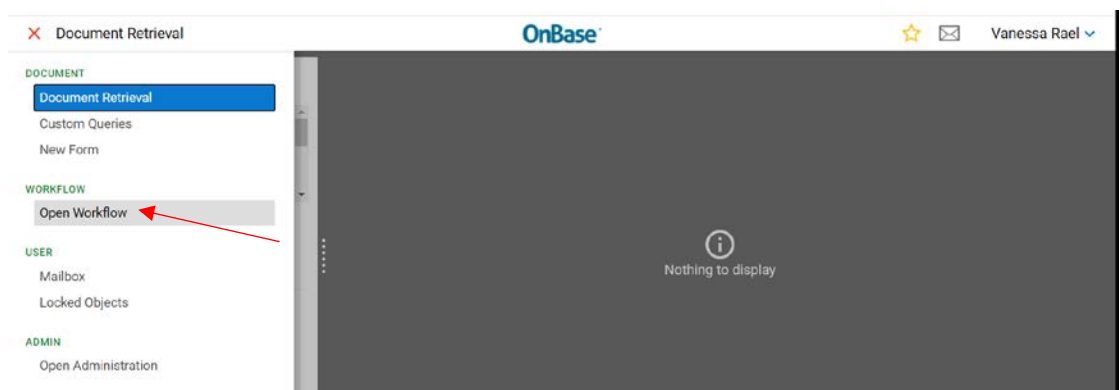 Document Retrieval
OnBase
Vanessa Rael
DOCUMENT
Document Retrieval
Custom Queries
New Form
WORKFLOW
Open Workflow
USER
Mailbox
Locked Objects
ADMIN
Open Administration
Nothing to display